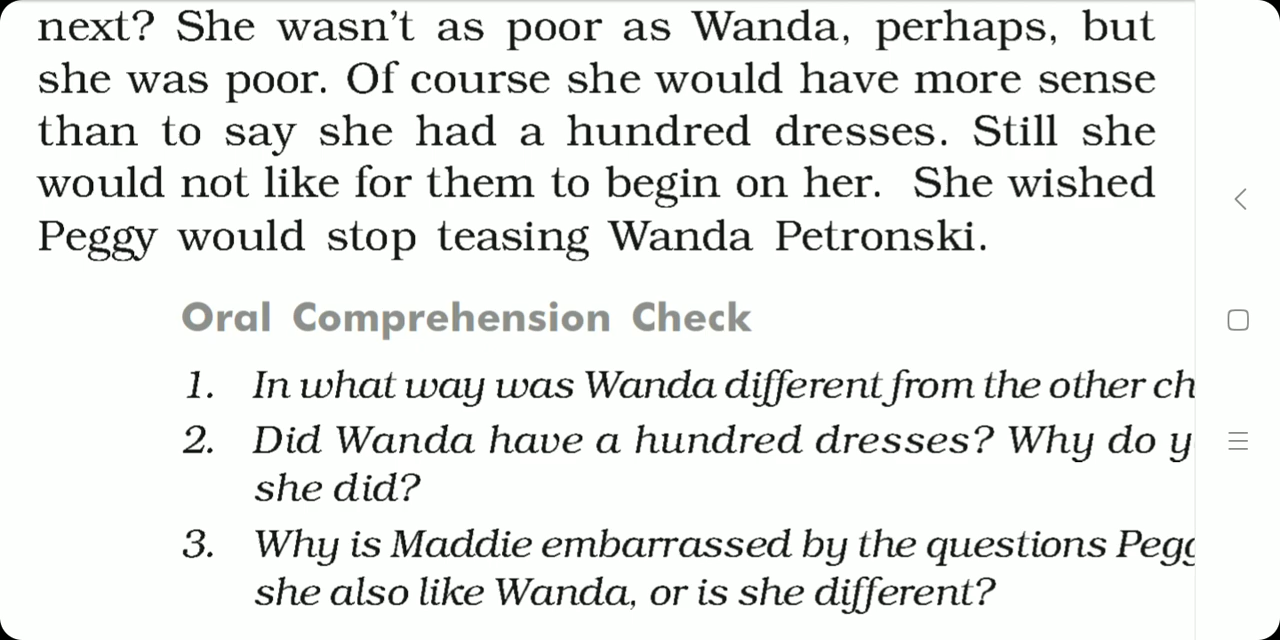 next? She wasn't as poor as Wanda, perhaps, but
she was poor. Of course she would have more sense
than to say she had a hundred dresses. Still she
would not like for them to begin on her. She wished
Peggy would stop teasing Wanda Petronski.
Oral Comprehension Check
1. In what way was Wanda different from the other
2. Did Wanda have a hundred dresses? Why do
she did?
3. Why is Maddie embarrassed by the questions
she also like Wanda, or is she different?